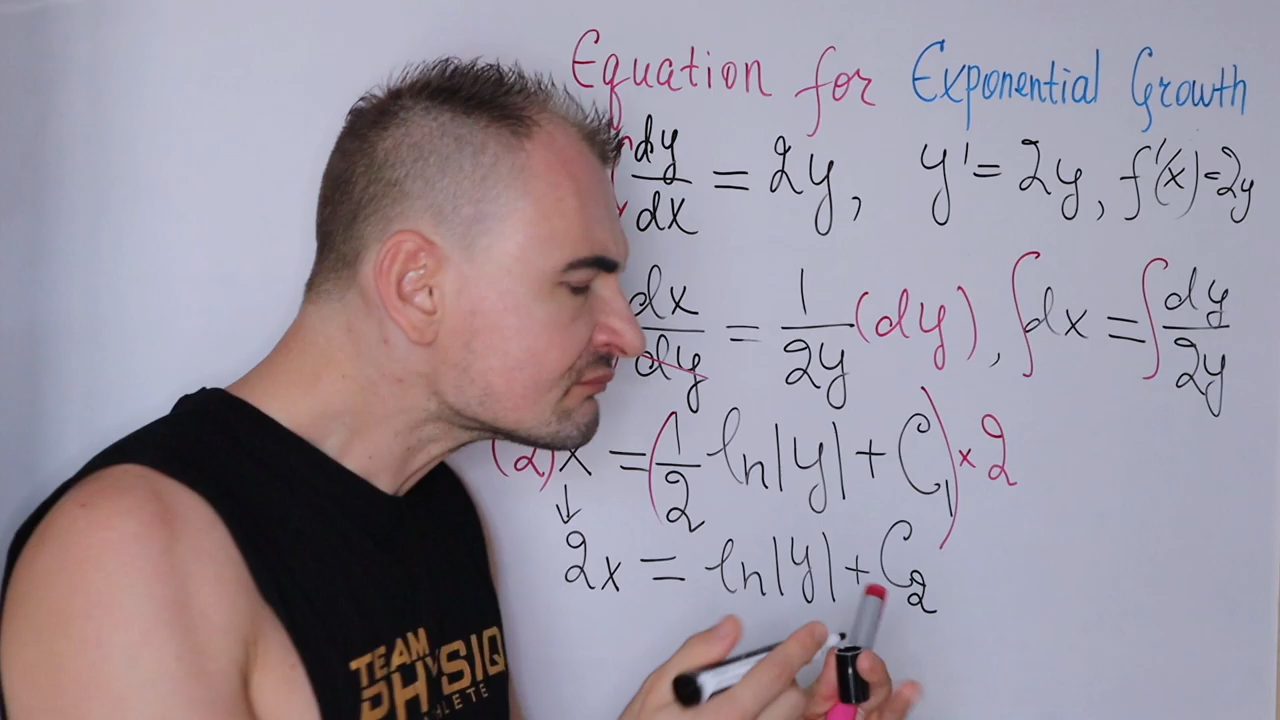 Equation for Exponential Growth
dy/dx = 2y, y' = 2y, f'(x) = 2y
dx/dy = 1/2y (dy), ∫dx = ∫dy/2y
(2)x = (1/2 ln|y| + C₁) × 2
↓
2x = ln|y| + C₂
TEAM
PHYSIQ
HLETE